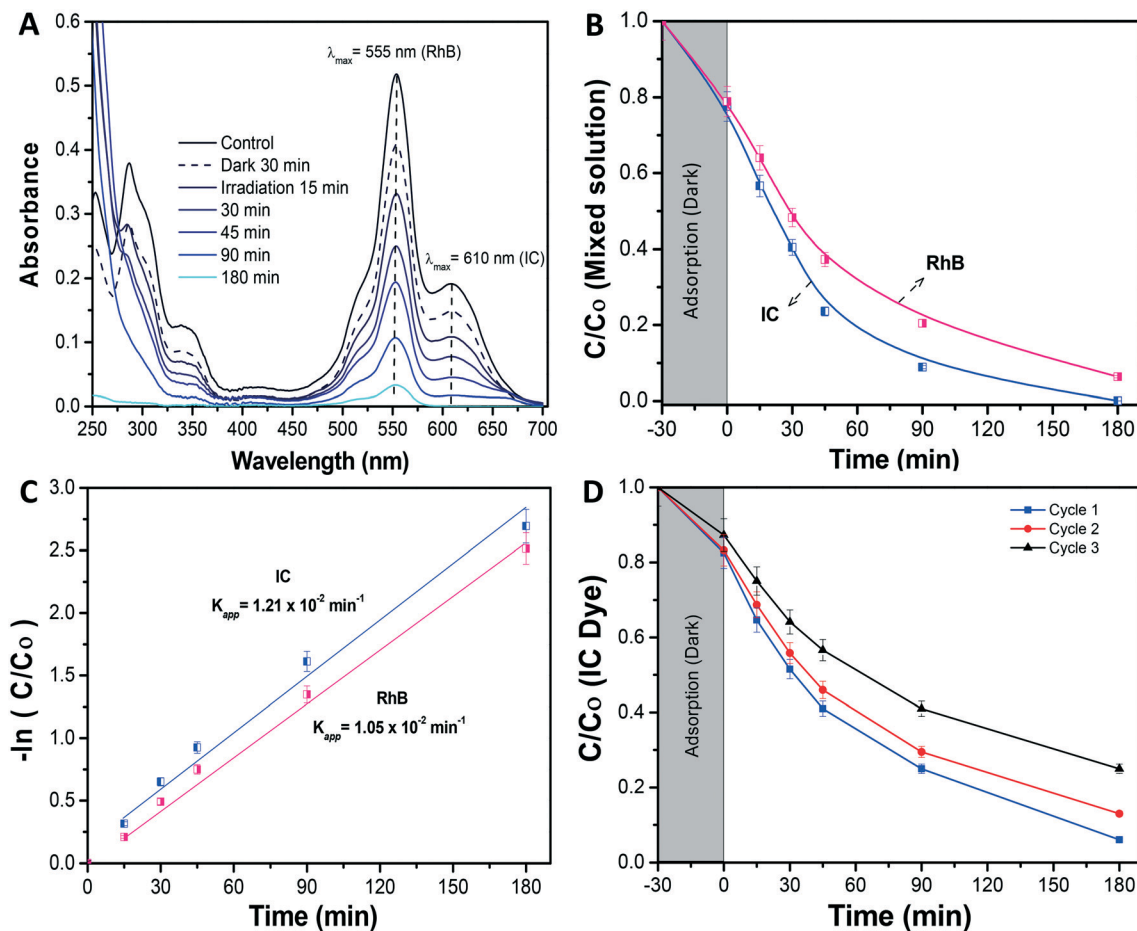 A
0.6
0.5
0.4
0.3
0.2
0.1
0.0
Absorbance
λmax= 555 nm (RhB)
λmax= 610 nm (IC)
Control
Dark 30 min
Irradiation 15 min
30 min
45 min
90 min
180 min
250 300 350 400 450 500 550 600 650 700
Wavelength (nm)
B
1.0
0.8
0.6
0.4
0.2
0.0
C/Co (Mixed solution)
Adsorption (Dark)
RhB
IC
-30 0 30 60 90 120 150 180
Time (min)
C
3.0
2.5
2.0
1.5
1.0
0.5
0.0
-ln ( C/Co )
IC
Kapp= 1.21 x 10-2 min-1
RhB
Kapp= 1.05 x 10-2 min-1
0 30 60 90 120 150 180
Time (min)
D
1.0
0.8
0.6
0.4
0.2
0.0
C/Co (IC Dye)
Adsorption (Dark)
Cycle 1
Cycle 2
Cycle 3
-30 0 30 60 90 120 150 180
Time (min)